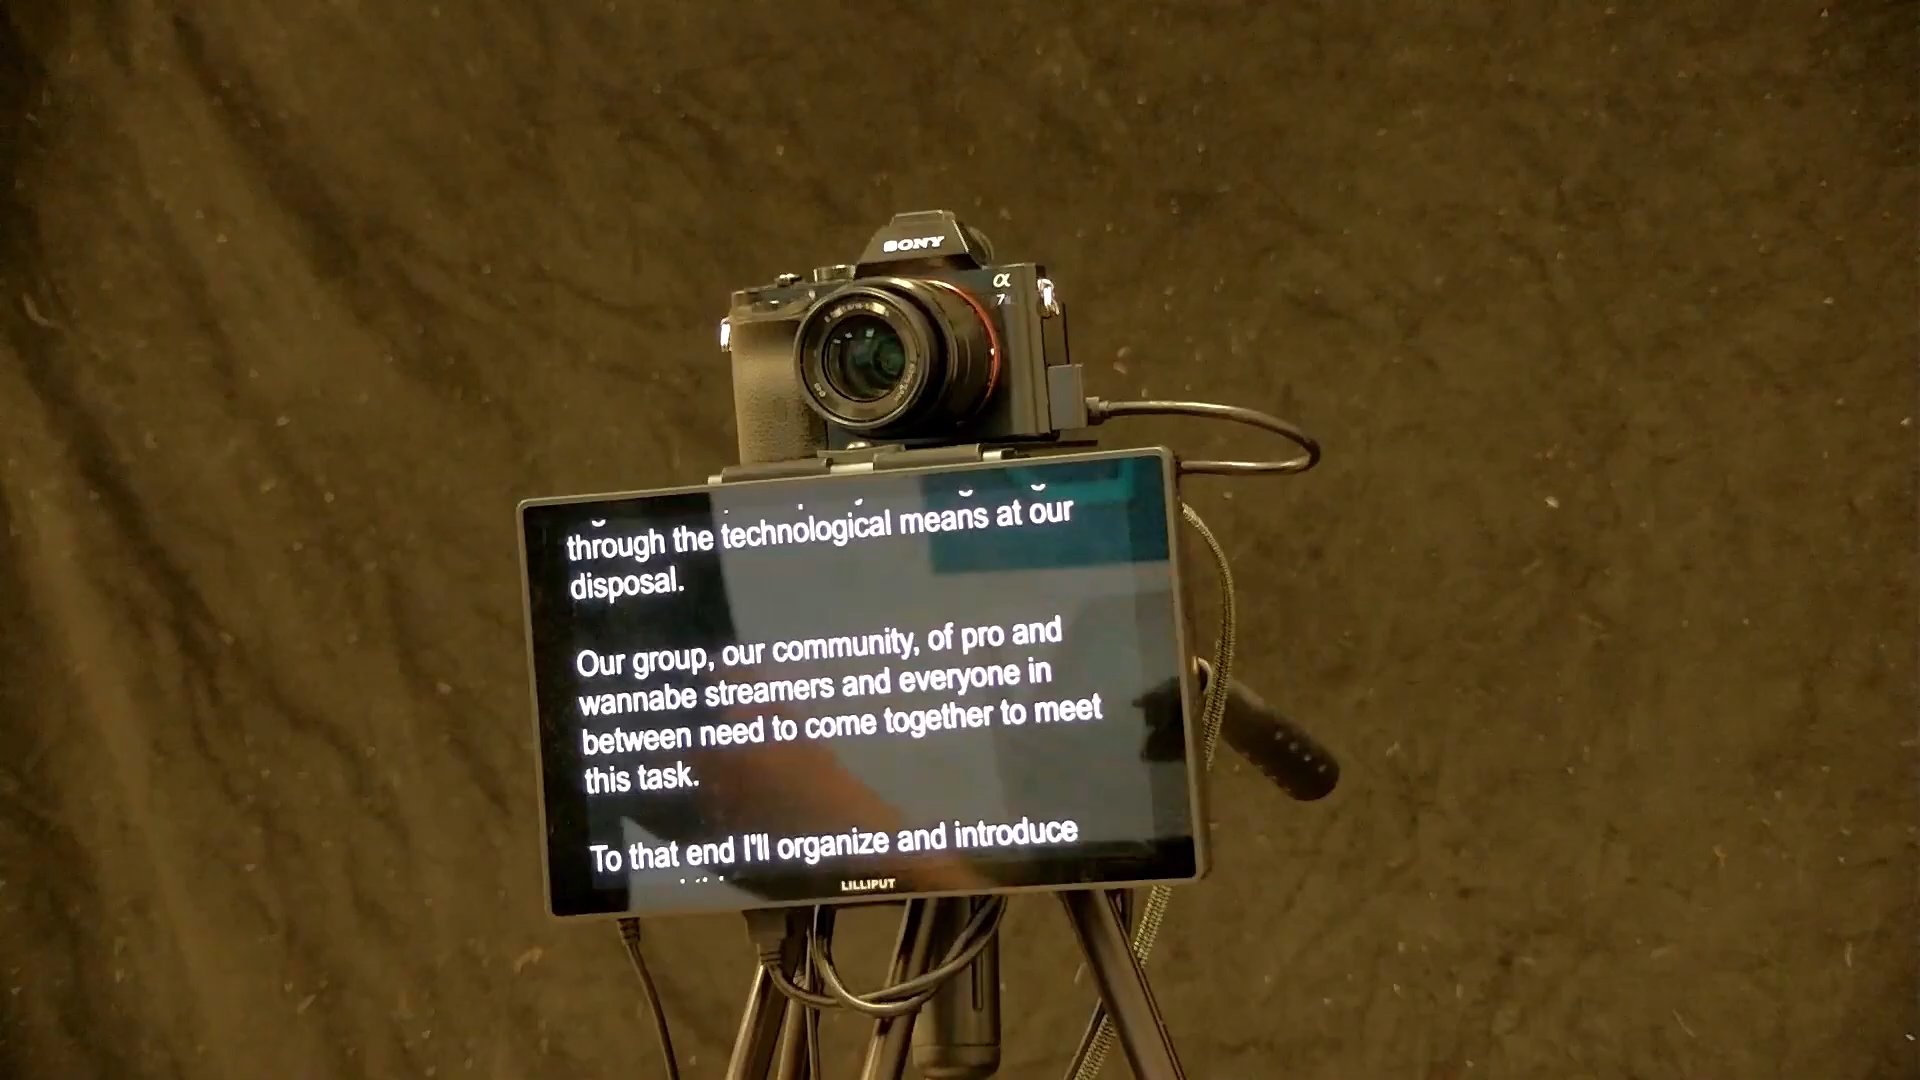 SONY
α
7
through the technological means at our
disposal.
Our group, our community, of pro and
wannabe streamers and everyone in
between need to come together to meet
this task.
To that end I'll organize and introduce
LILLIPUT